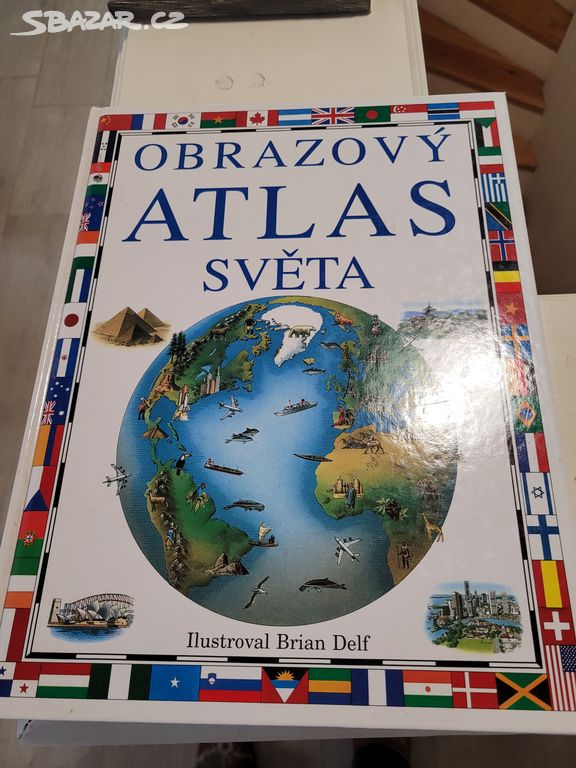 SBAZAR.CZ
OBRAZOVÝ
ATLAS
SVĚTA
Ilustroval Brian Delf